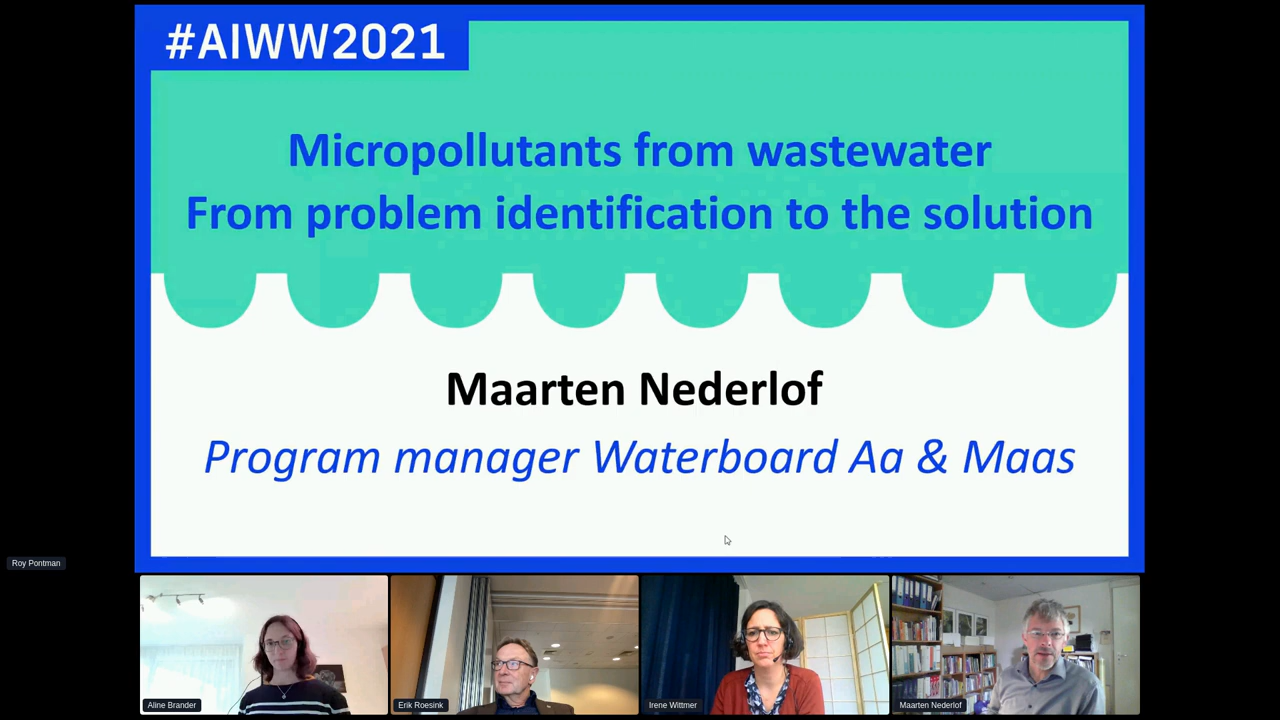 #AIWW2021
Micropollutants from wastewater
From problem identification to the solution
Maarten Nederlof
Program manager Waterboard Aa & Maas
Roy Pontman
Aline Brander
Erik Roesink
Irene Wittmer
Maarten Nederlof